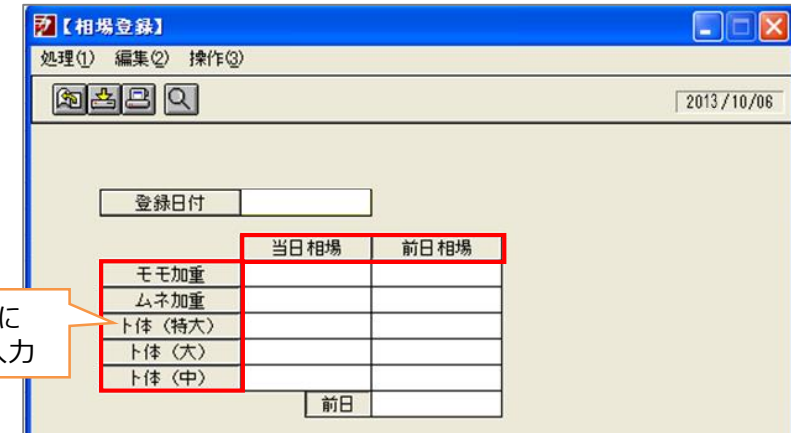 【相場登録】
処理(1) 編集(2) 操作(3)
2013/10/06
登録日付
当日相場 前日相場
モモ加重
ムネ加重
に
ト体（特大）
入力
ト体（大）
ト体（中）
前日